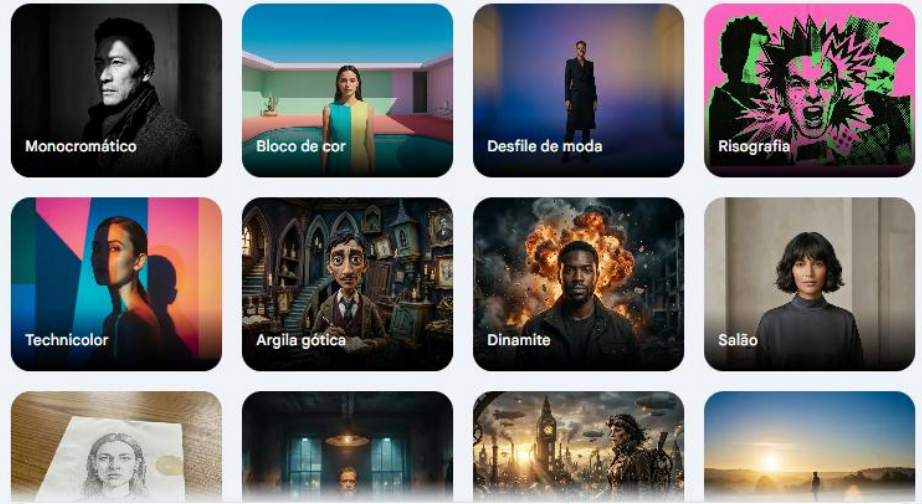 Monocromático
Bloco de cor
Desfile de moda
Risografia
Technicolor
Argila gótica
Dinamite
Salão